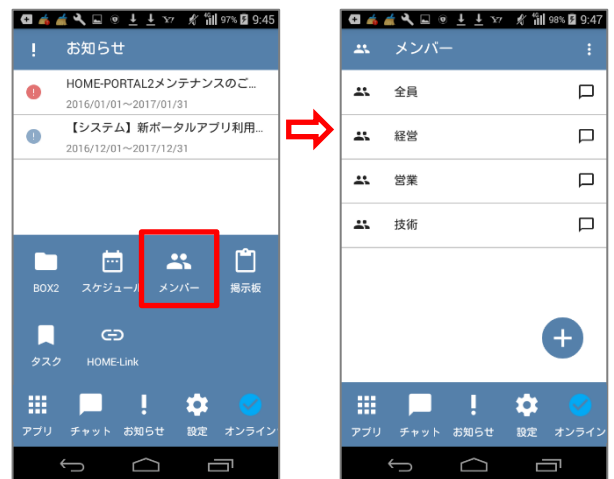 97% 9:45
お知らせ
HOME-PORTAL2メンテナンスのご...
2016/01/01～2017/01/31
【システム】新ポータルアプリ利用...
2016/12/01～2017/12/31
BOX2 スケジュール メンバー 掲示板
タスク HOME-Link
アプリ チャット お知らせ 設定 オンライン
98% 9:47
メンバー
全員
経営
営業
技術
アプリ チャット お知らせ 設定 オンライン